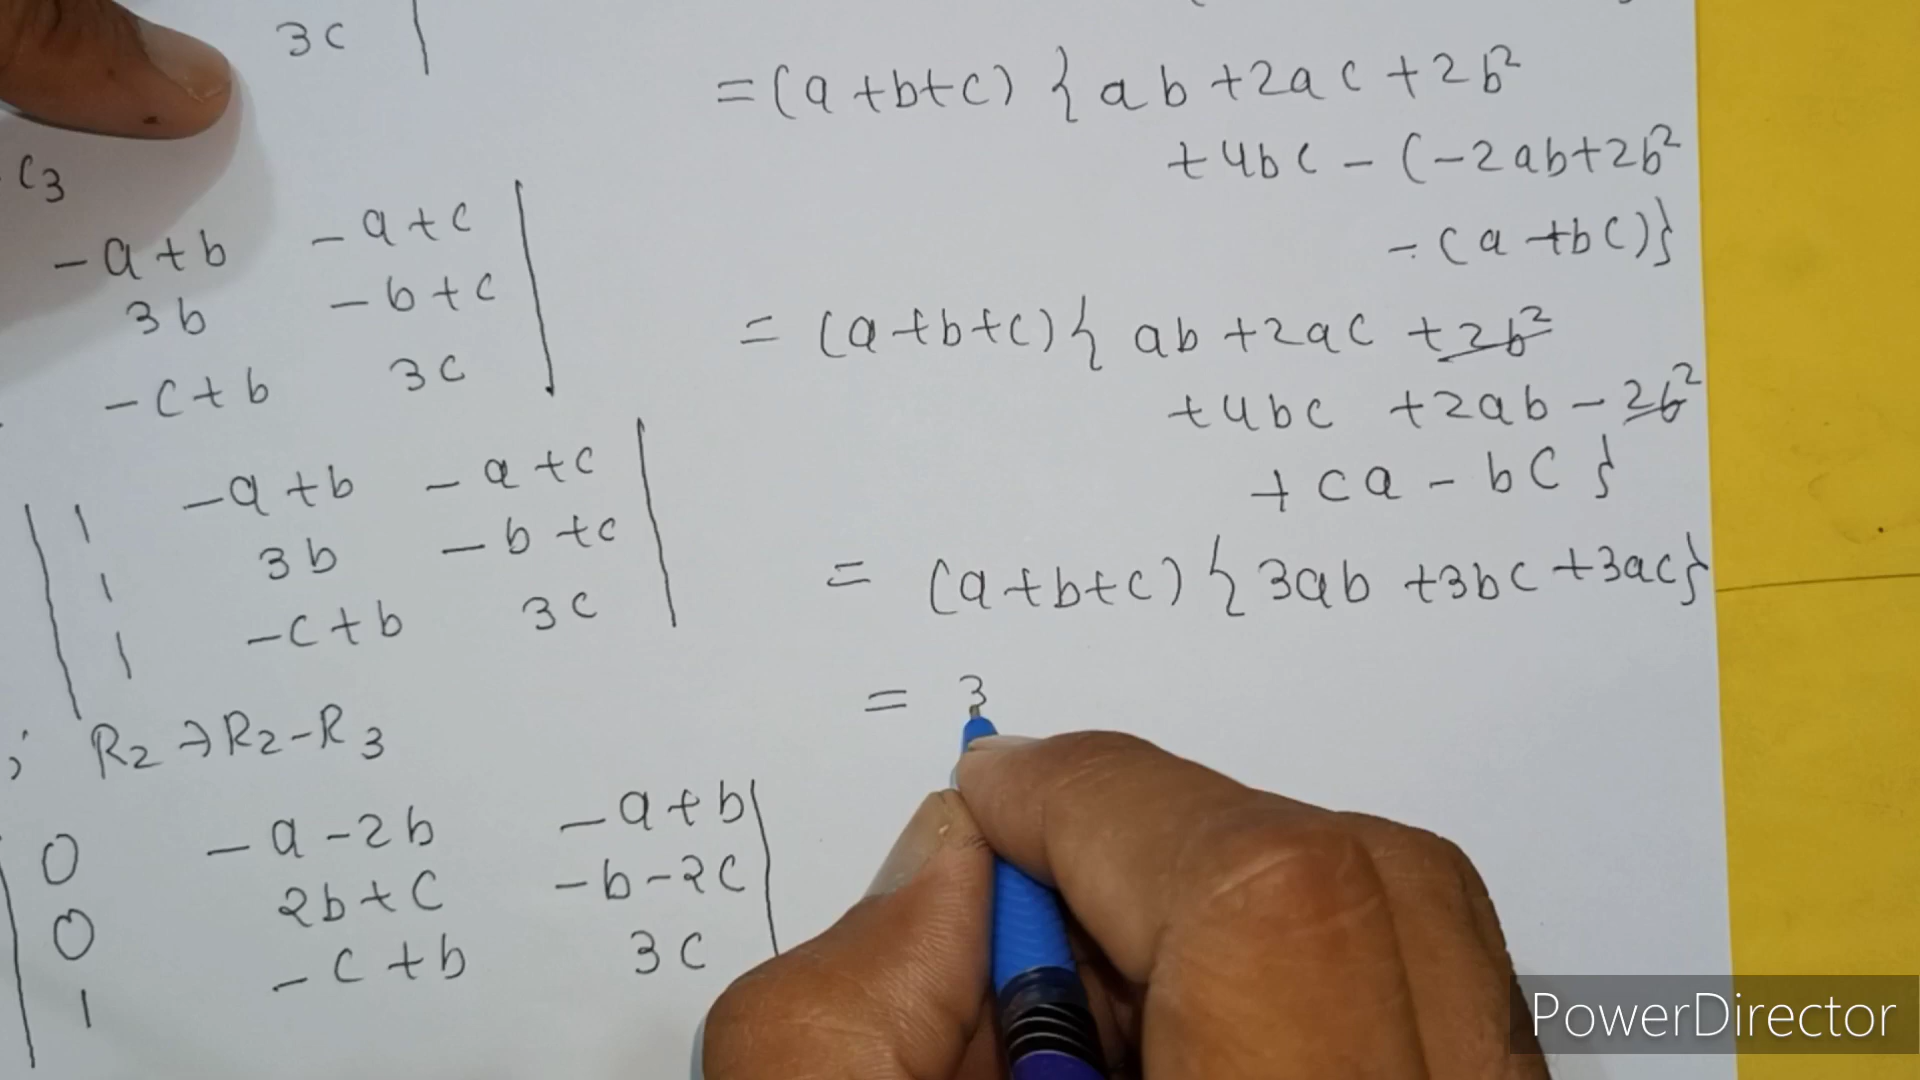 3c |
C3
-a+b -a+c |
3b -b+c |
-c+b 3c |
| | 1 -a+b -a+c |
| | 1 3b -b+c |
| | 1 -c+b 3c |
; R2→R2-R3
| 0 -a-2b -a+b |
| 0 2b+c -b-2c |
| 1 -c+b 3c |
=(a+b+c) {ab+2ac+2b²
+4bc-(-2ab+2b²
-(a+bc)}
= (a+b+c){ ab+2ac +2b²
+4bc +2ab-2b²
+ca-bc}
= (a+b+c) {3ab+3bc+3ac}
= 3
PowerDirector